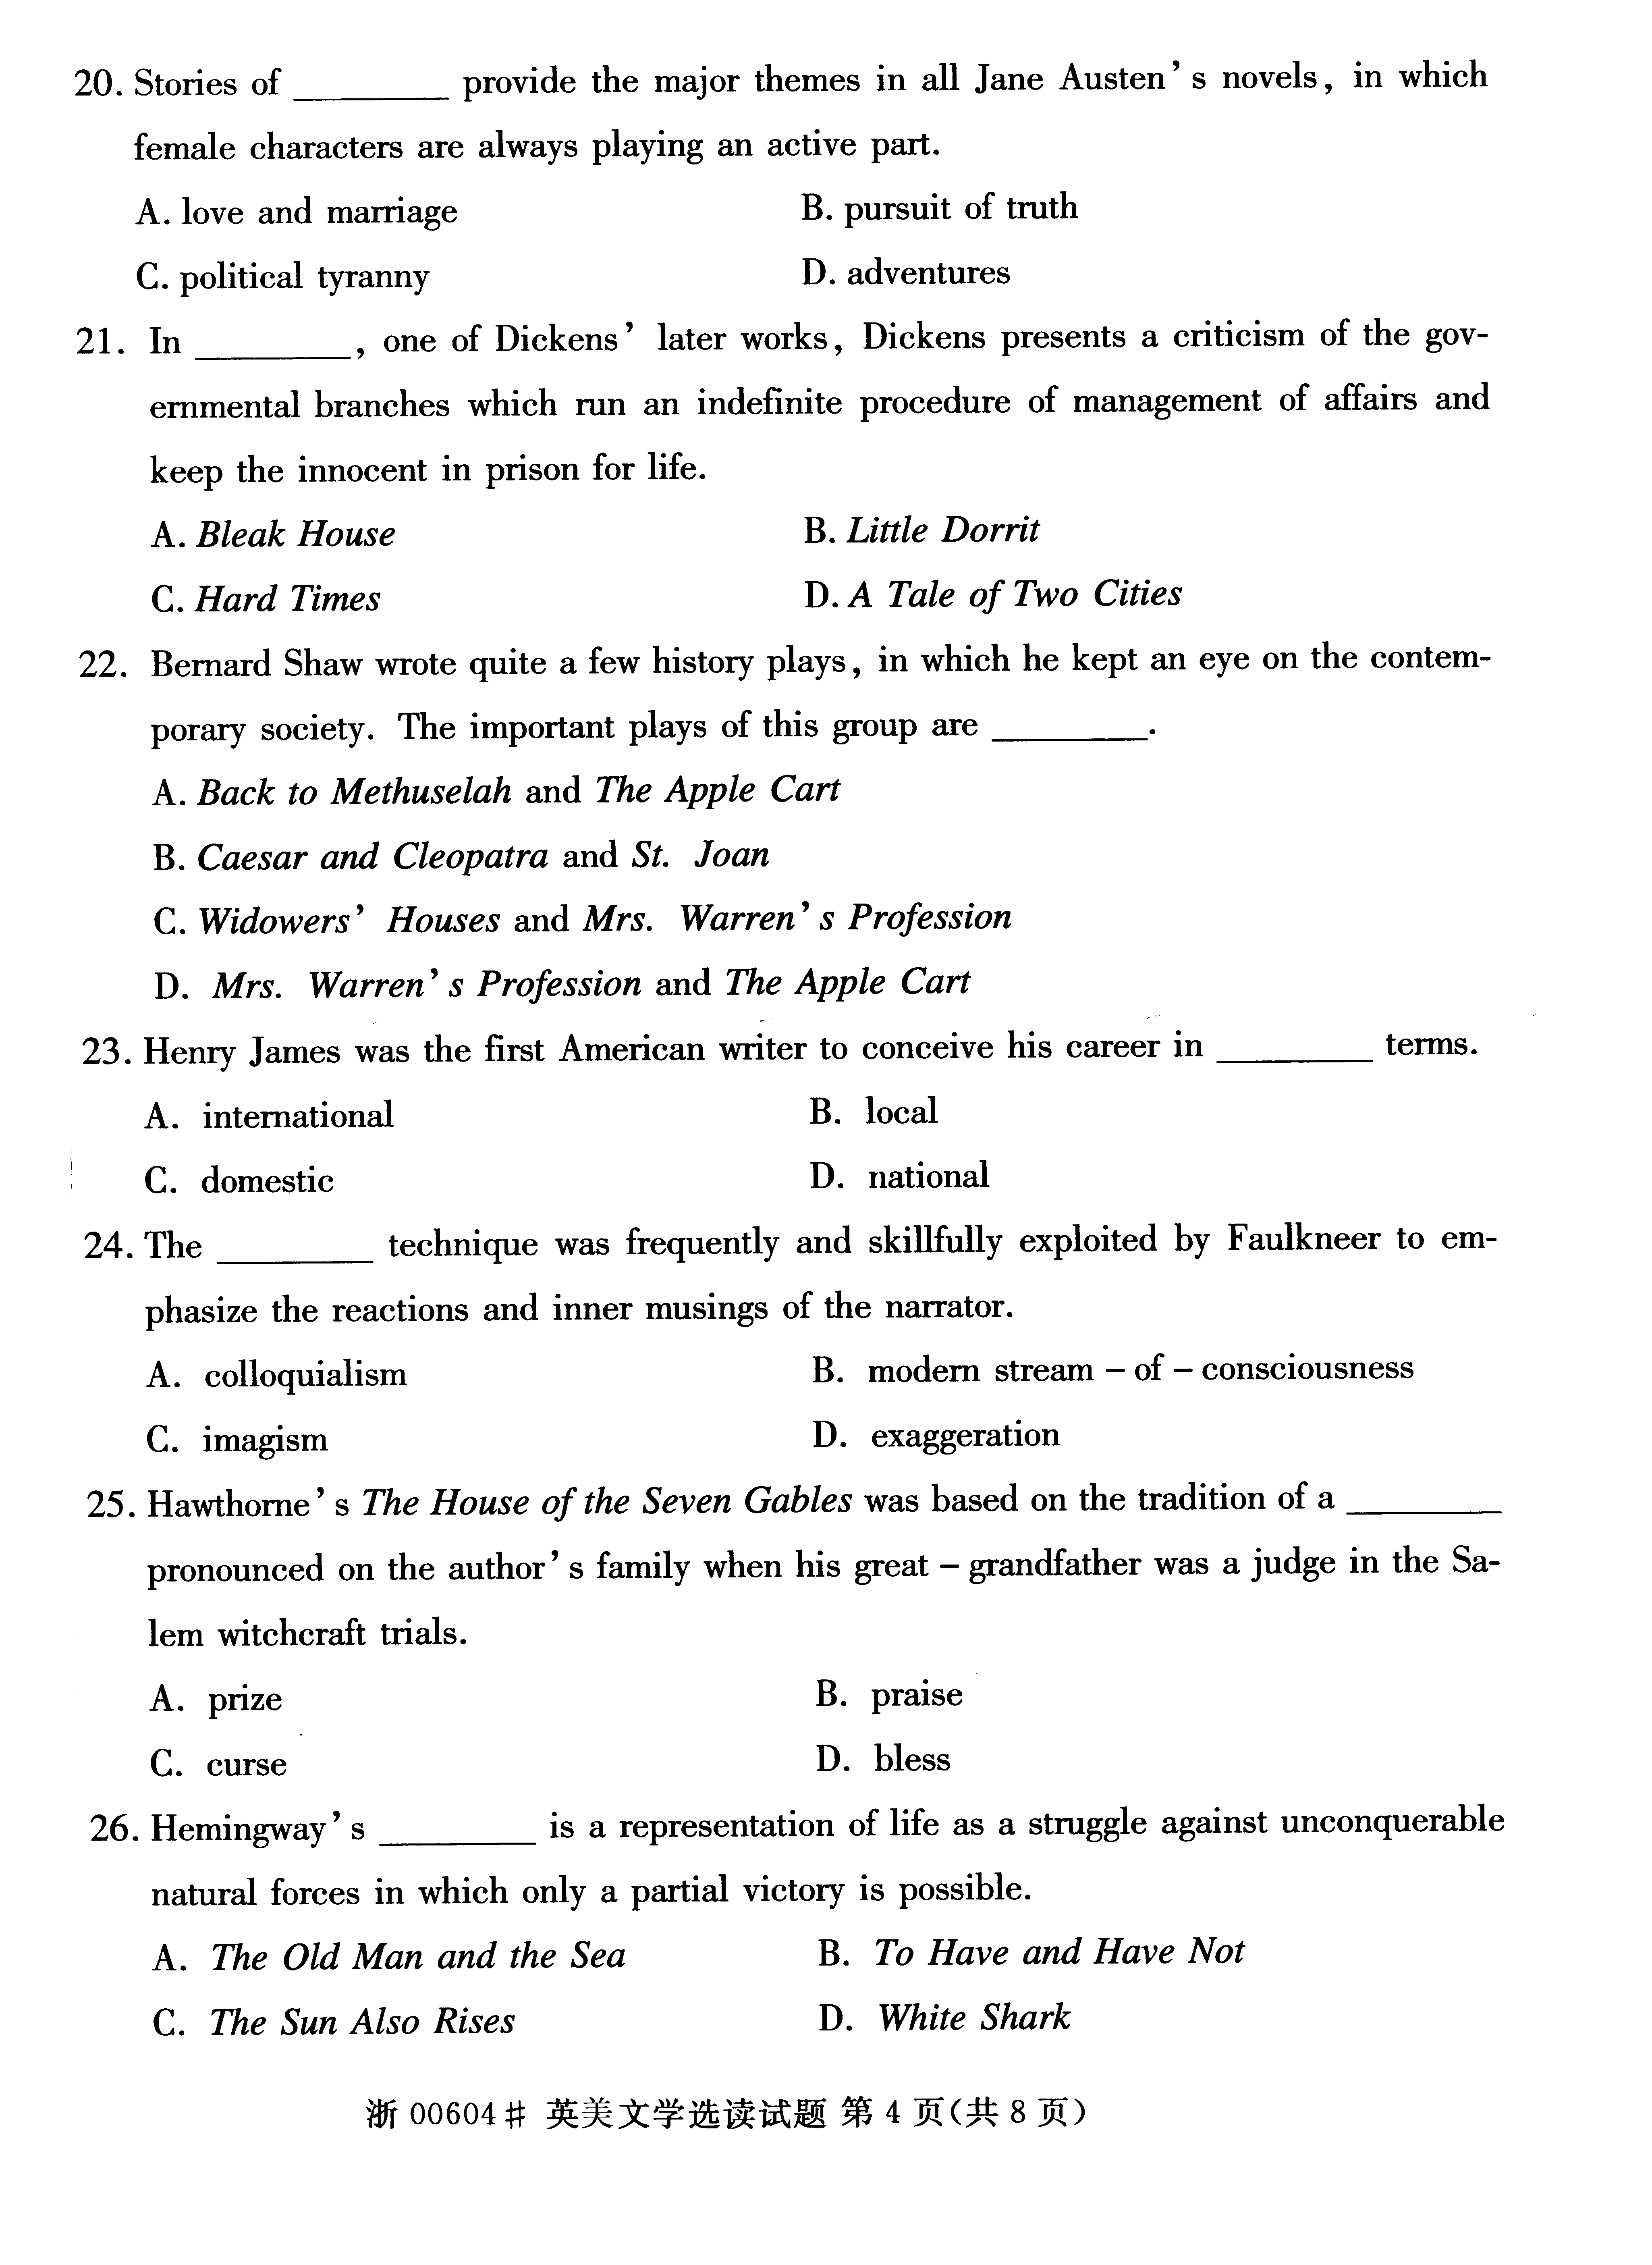 20. Stories of ________ provide the major themes in all Jane Austen's novels, in which
female characters are always playing an active part.
A. love and marriage B. pursuit of truth
C. political tyranny D. adventures
21. In ________, one of Dickens' later works, Dickens presents a criticism of the gov-
ernmental branches which run an indefinite procedure of management of affairs and
keep the innocent in prison for life.
A. Bleak House B. Little Dorrit
C. Hard Times D. A Tale of Two Cities
22. Bernard Shaw wrote quite a few history plays, in which he kept an eye on the contem-
porary society. The important plays of this group are ________.
A. Back to Methuselah and The Apple Cart
B. Caesar and Cleopatra and St. Joan
C. Widowers' Houses and Mrs. Warren's Profession
D. Mrs. Warren's Profession and The Apple Cart
23. Henry James was the first American writer to conceive his career in ________ terms.
A. international B. local
C. domestic D. national
24. The ________ technique was frequently and skillfully exploited by Faulkneer to em-
phasize the reactions and inner musings of the narrator.
A. colloquialism B. modern stream – of – consciousness
C. imagism D. exaggeration
25. Hawthorne's The House of the Seven Gables was based on the tradition of a ________
pronounced on the author's family when his great – grandfather was a judge in the Sa-
lem witchcraft trials.
A. prize B. praise
C. curse D. bless
26. Hemingway's ________ is a representation of life as a struggle against unconquerable
natural forces in which only a partial victory is possible.
A. The Old Man and the Sea B. To Have and Have Not
C. The Sun Also Rises D. White Shark
浙 00604# 英美文学选读试题 第 4 页(共 8 页)